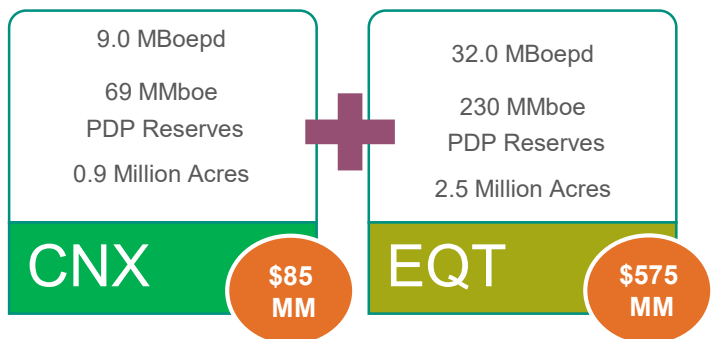 9.0 MBoepd
69 MMboe
PDP Reserves
0.9 Million Acres
CNX
$85
MM
32.0 MBoepd
230 MMboe
PDP Reserves
2.5 Million Acres
EQT
$575
MM